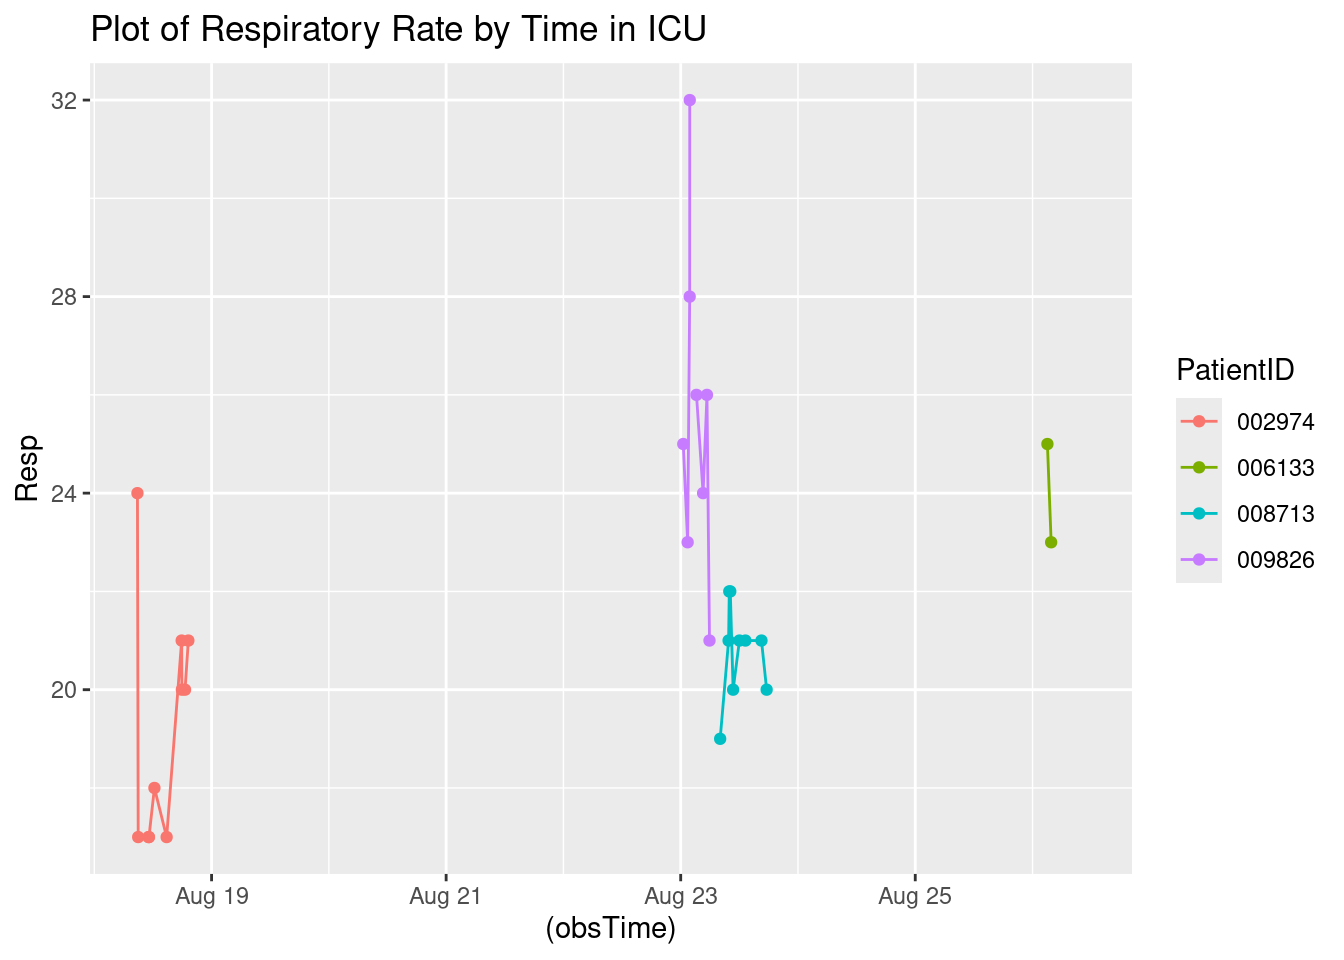 Plot of Respiratory Rate by Time in ICU
32
28
24
20
Resp
Aug 19
Aug 21
Aug 23
Aug 25
(obsTime)
PatientID
002974
006133
008713
009826